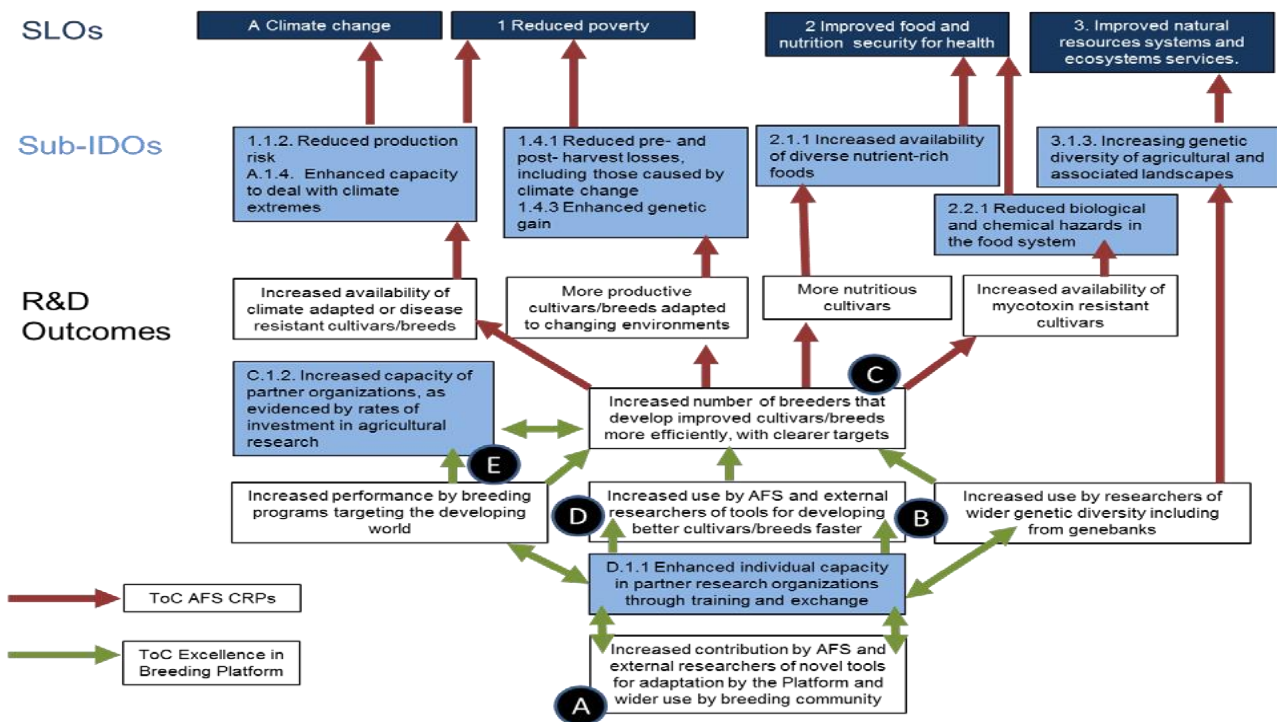 SLOs
A Climate change
1 Reduced poverty
2 Improved food and
nutrition security for health
3. Improved natural
resources systems and
ecosystems services.
Sub-IDOs
1.1.2. Reduced production
risk
A.1.4. Enhanced capacity
to deal with climate
extremes
1.4.1 Reduced pre- and
post- harvest losses,
including those caused by
climate change
1.4.3 Enhanced genetic
gain
2.1.1 Increased availability
of diverse nutrient-rich
foods
3.1.3. Increasing genetic
diversity of agricultural and
associated landscapes
2.2.1 Reduced biological
and chemical hazards in
the food system
R&D
Outcomes
Increased availability of
climate adapted or disease
resistant cultivars/breeds
More productive
cultivars/breeds adapted
to changing environments
More nutritious
cultivars
Increased availability of
mycotoxin resistant
cultivars
C.1.2. Increased capacity of
partner organizations, as
evidenced by rates of
investment in agricultural
research
C
Increased number of breeders that
develop improved cultivars/breeds
more efficiently, with clearer targets
E
Increased performance by breeding
programs targeting the developing
world
D
Increased use by AFS and external
researchers of tools for developing
better cultivars/breeds faster
B
Increased use by researchers of
wider genetic diversity including
from genebanks
D.1.1 Enhanced individual capacity
in partner research organizations
through training and exchange
ToC AFS CRPs
ToC Excellence in
Breeding Platform
Increased contribution by AFS and
external researchers of novel tools
for adaptation by the Platform and
wider use by breeding community
A